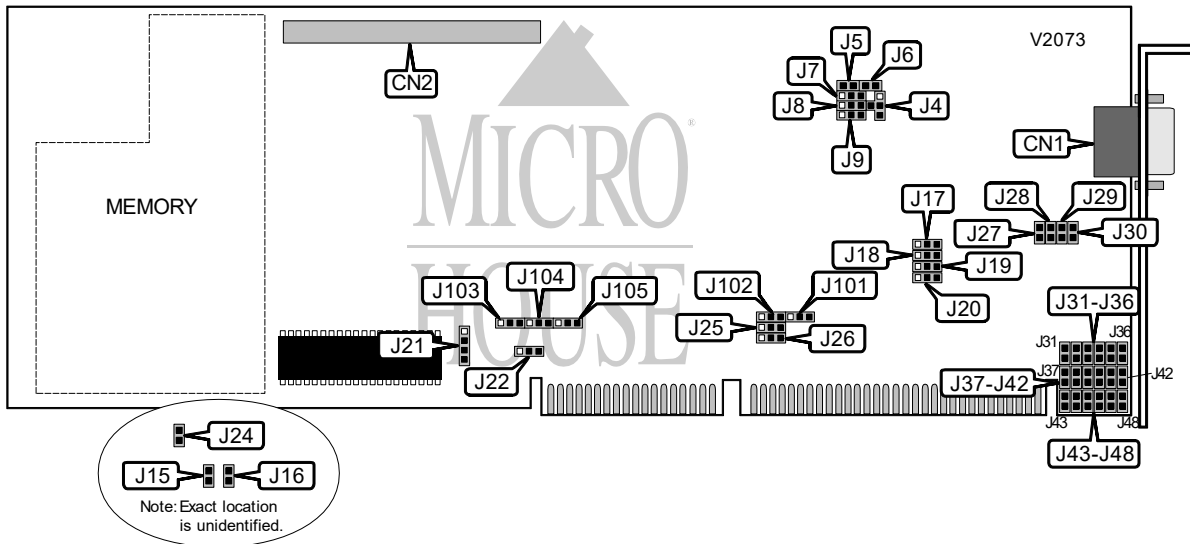 V2073
J5
J6
J7
CN2
J8
J4
J9
CN1
MICRO
®
HOUSE
MEMORY
J28
J29
J17
J27
J30
J18
J19
J20
J103
J104
J105
J102
J101
J25
J26
J21
J22
J31-J36
J31
J36
J37
J37-J42
J42
J43
J48
J43-J48
J24
J15
J16
Note: Exact location
is unidentified.